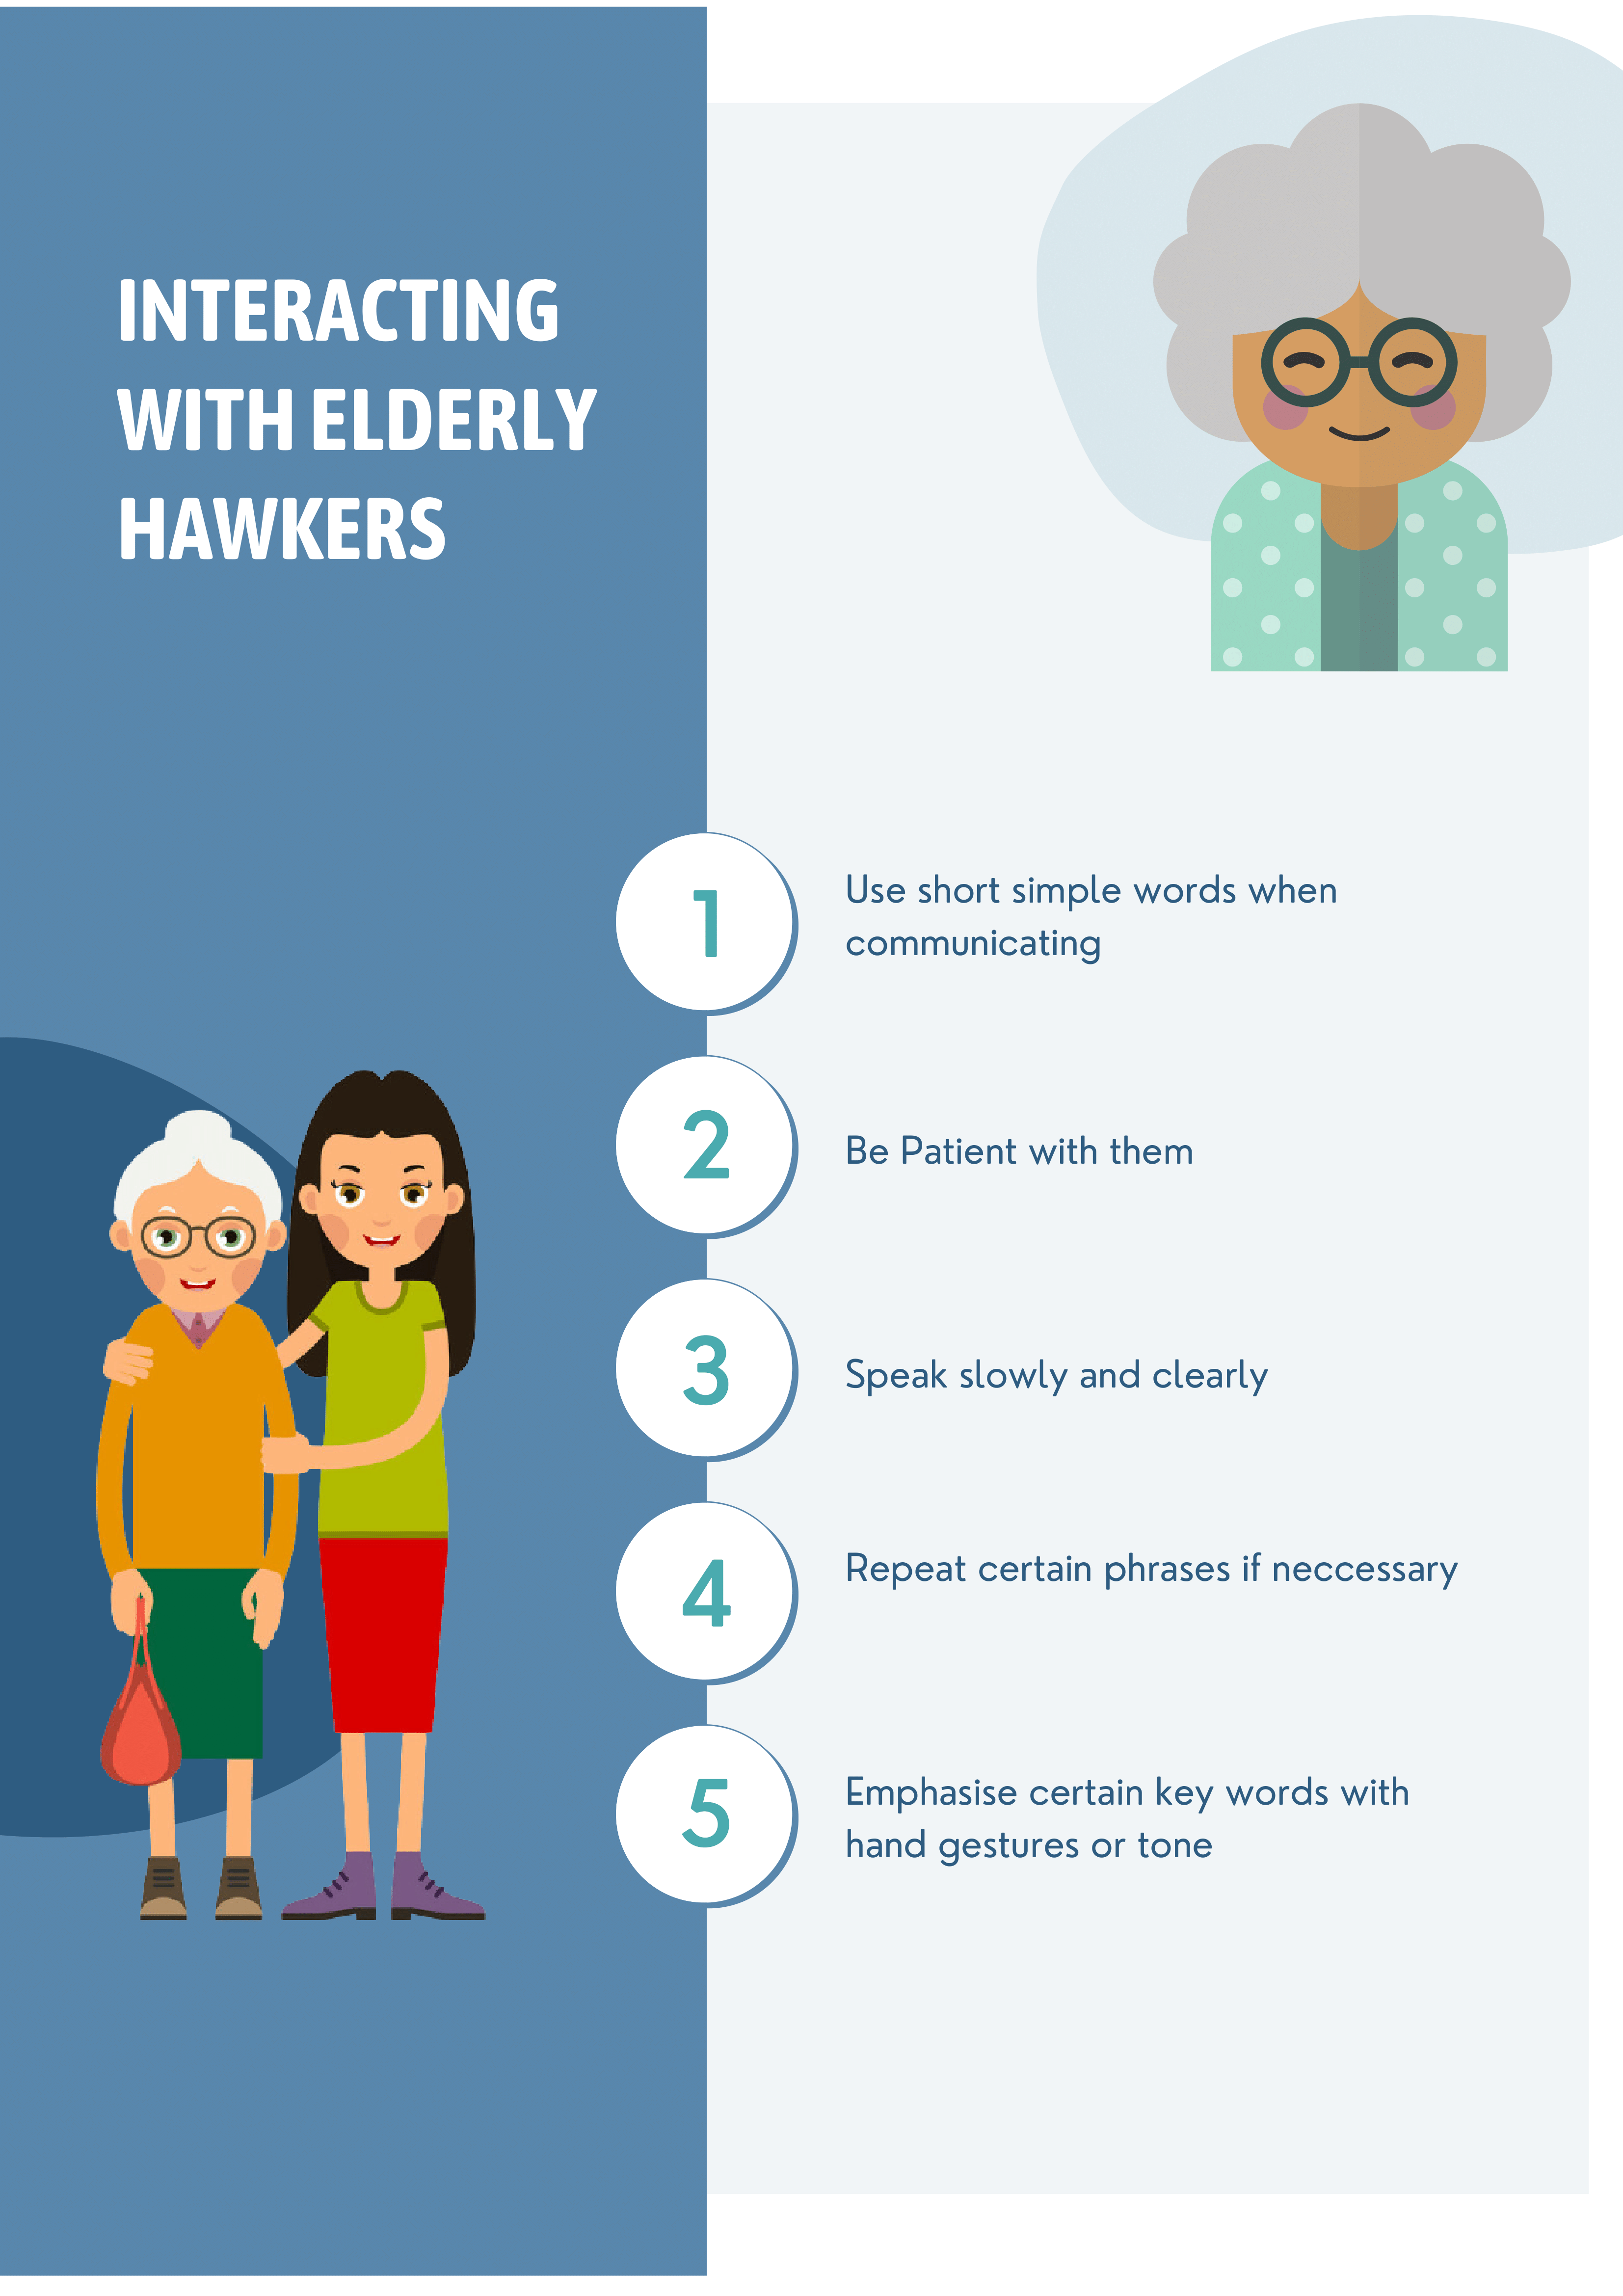 INTERACTING
WITH ELDERLY
HAWKERS
1
Use short simple words when
communicating
2
Be Patient with them
3
Speak slowly and clearly
4
Repeat certain phrases if neccessary
5
Emphasise certain key words with
hand gestures or tone